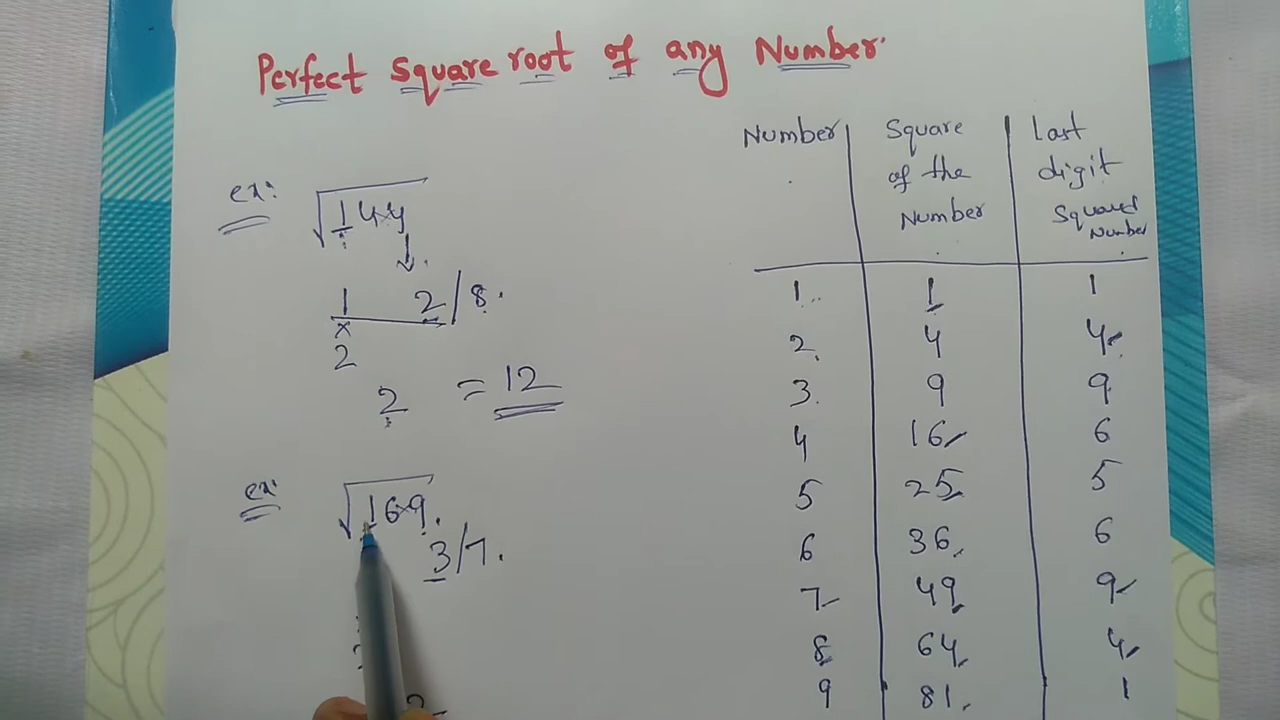 Perfect square root of any Number.
ex: √144
1 2/8.
×
2
2 = 12
ex: √169.
3/7.
Number | Square of the Number | Last digit Squared Number
1 1 1
2 4 4
3 9 9
4 16 6
5 25 5
6 36 6
7 49 9
8 64 4
9 81 1